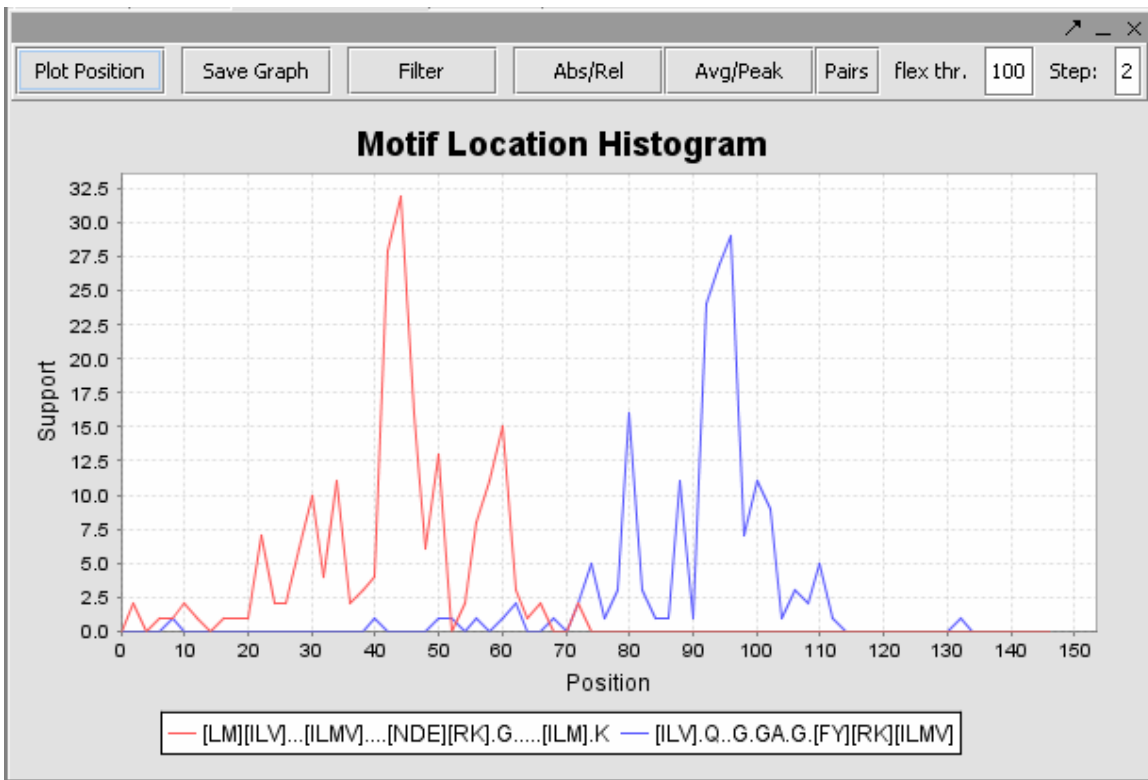 Plot Position Save Graph Filter Abs/Rel Avg/Peak Pairs flex thr. 100 Step: 2
Motif Location Histogram
32.5
30.0
27.5
25.0
22.5
20.0
17.5
15.0
12.5
10.0
7.5
5.0
2.5
0.0
Support
0 10 20 30 40 50 60 70 80 90 100 110 120 130 140 150
Position
[LM][ILV]...[ILMV]....[NDE][RK].G.....[ILM].K [ILV].Q..G.GA.G.[FY][RK][ILMV]